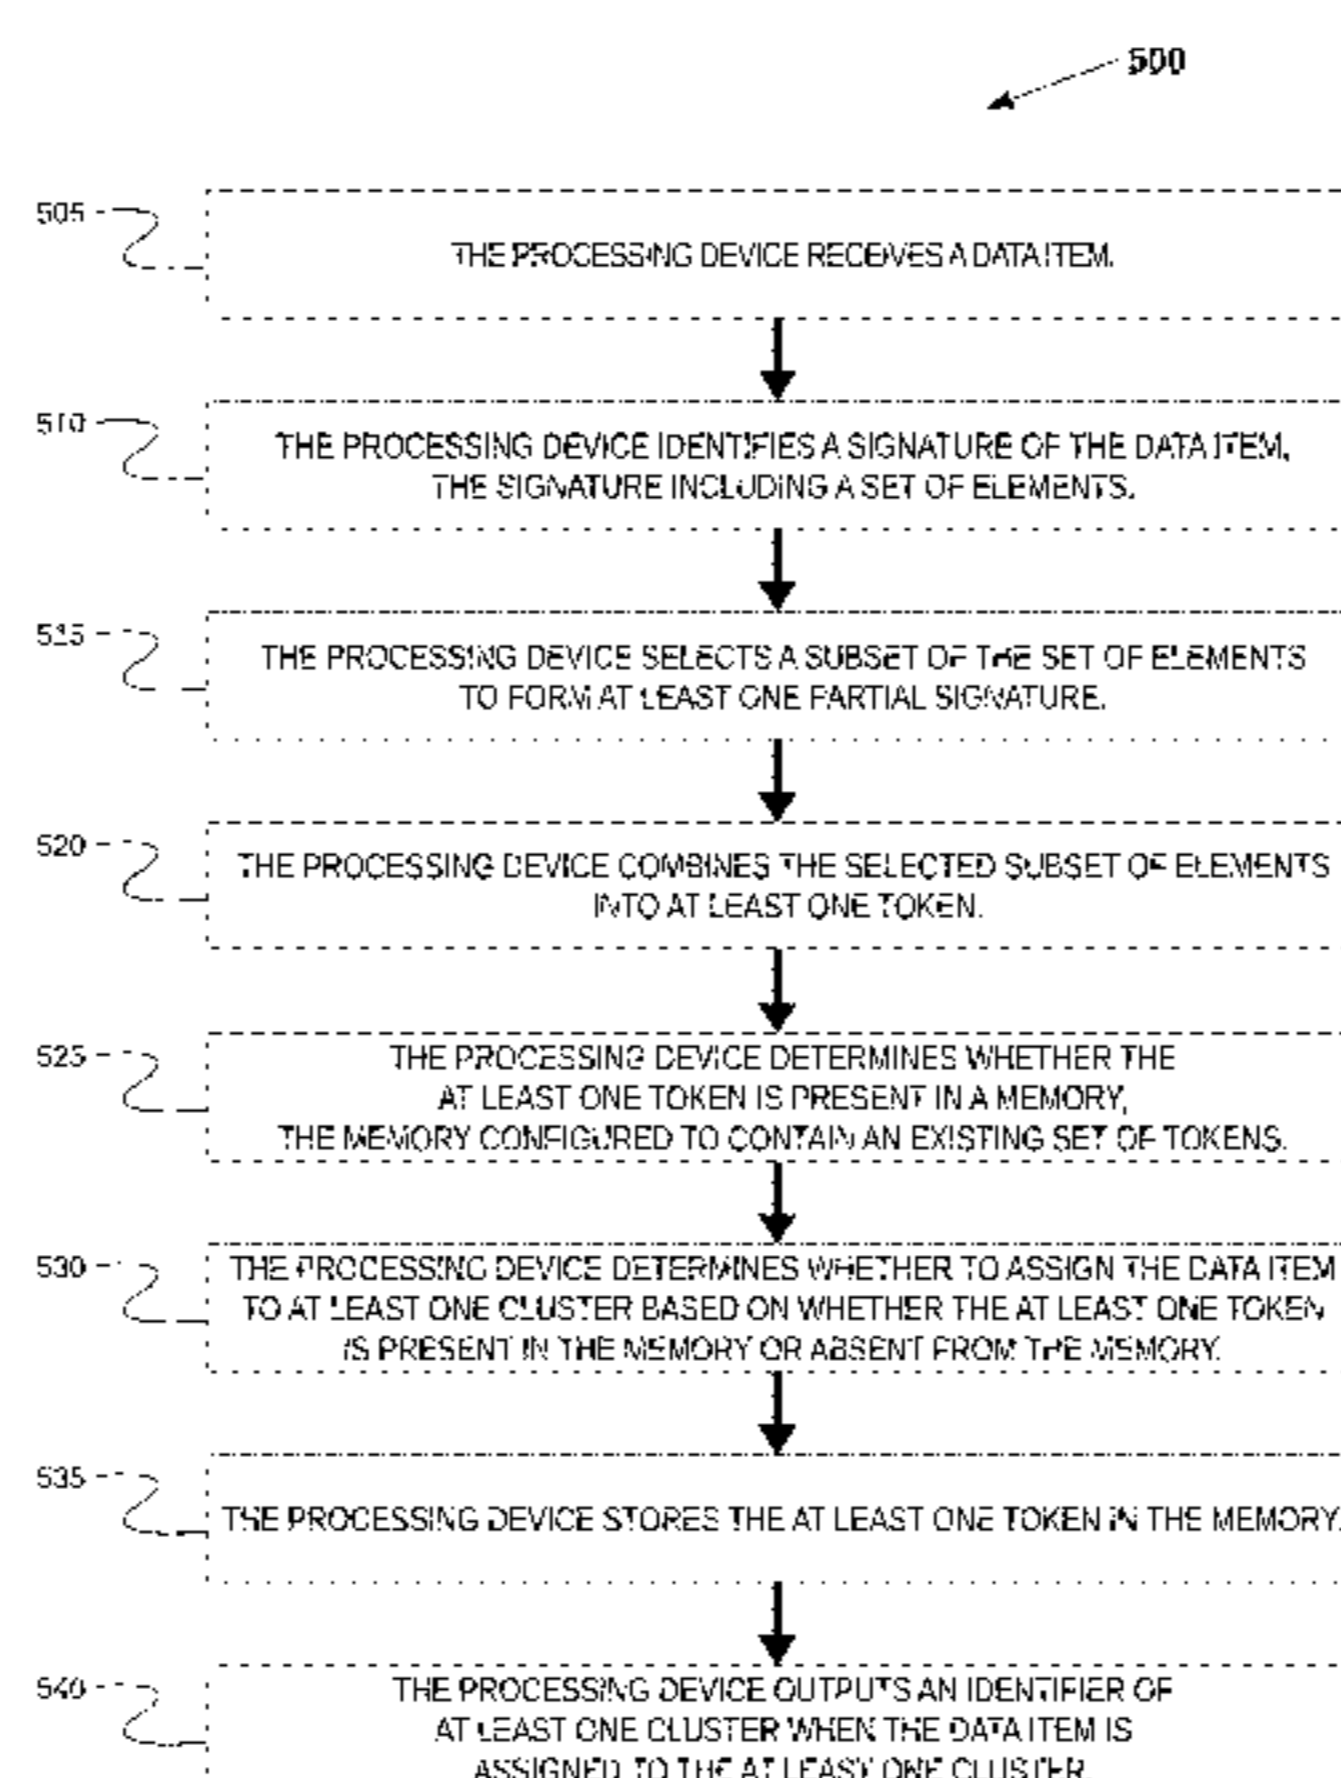 500
505
THE PROCESSING DEVICE RECEIVES A DATA ITEM.
510
THE PROCESSING DEVICE IDENTIFIES A SIGNATURE OF THE DATA ITEM,
THE SIGNATURE INCLUDING A SET OF ELEMENTS.
515
THE PROCESSING DEVICE SELECTS A SUBSET OF THE SET OF ELEMENTS
TO FORM AT LEAST ONE PARTIAL SIGNATURE.
520
THE PROCESSING DEVICE COMBINES THE SELECTED SUBSET OF ELEMENTS
INTO AT LEAST ONE TOKEN.
525
THE PROCESSING DEVICE DETERMINES WHETHER THE
AT LEAST ONE TOKEN IS PRESENT IN A MEMORY,
THE MEMORY CONFIGURED TO CONTAIN AN EXISTING SET OF TOKENS.
530
THE PROCESSING DEVICE DETERMINES WHETHER TO ASSIGN THE DATA ITEM
TO AT LEAST ONE CLUSTER BASED ON WHETHER THE AT LEAST ONE TOKEN
IS PRESENT IN THE MEMORY OR ABSENT FROM THE MEMORY.
535
THE PROCESSING DEVICE STORES THE AT LEAST ONE TOKEN IN THE MEMORY.
540
THE PROCESSING DEVICE OUTPUTS AN IDENTIFIER OF
AT LEAST ONE CLUSTER WHEN THE DATA ITEM IS
ASSIGNED TO THE AT LEAST ONE CLUSTER.